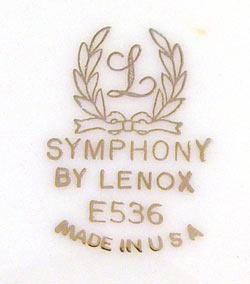 L
SYMPHONY
BY LENOX
E536
MADE IN U S A